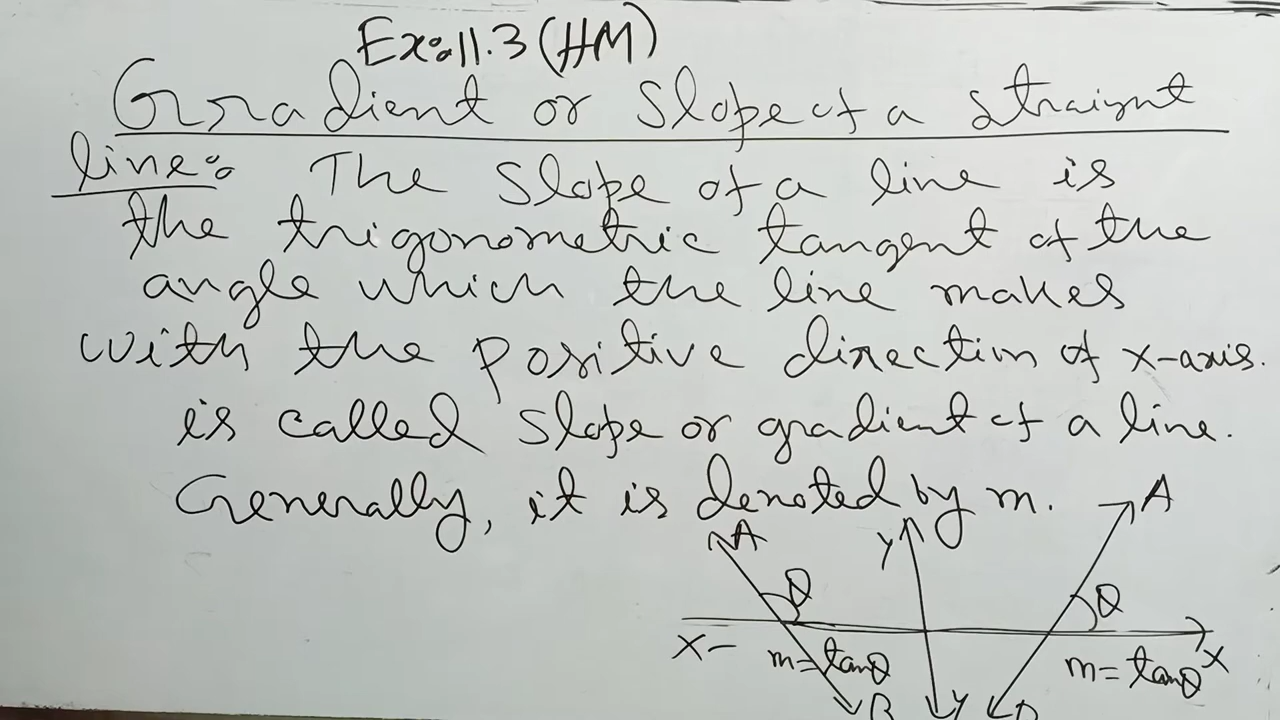 Ex:11.3 (HM)
Gradient or Slope of a straight
line: The slope of a line is
the trigonometric tangent of the
angle which the line makes
with the positive direction of x-axis.
is called slope or gradient of a line.
Generally, it is denoted by m.
A
Y
A
θ
θ
X-
m=tanθ
m=tanθ
X
B
Y
B